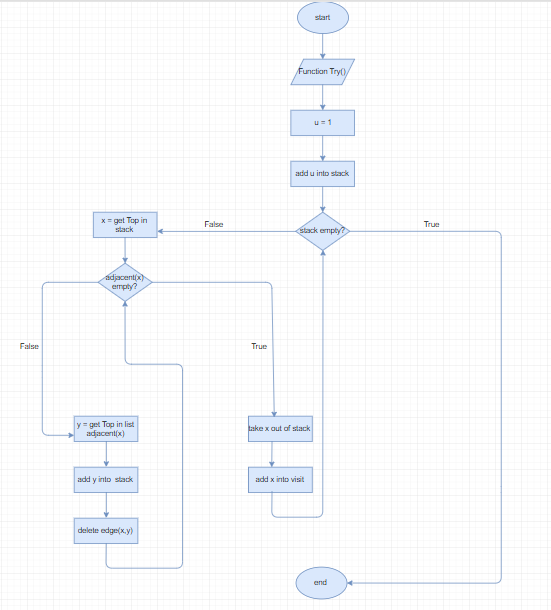 start
Function Try()
u = 1
add u into stack
stack empty?
False
True
x = get Top in
stack
adjacent(x)
empty?
False
True
y = get Top in list
adjacent(x)
take x out of stack
add y into stack
add x into visit
delete edge(x,y)
end